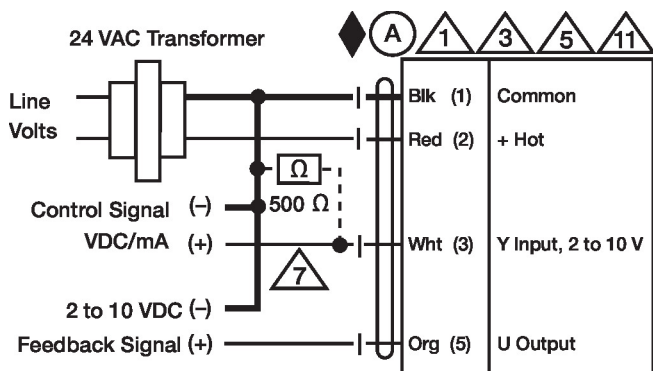 24 VAC Transformer
A 1 3 5 11
Line
Volts
Blk (1) Common
Red (2) + Hot
Ω
500 Ω
Control Signal (-)
VDC/mA (+)
Wht (3) Y Input, 2 to 10 V
7
2 to 10 VDC (-)
Feedback Signal (+)
Org (5) U Output